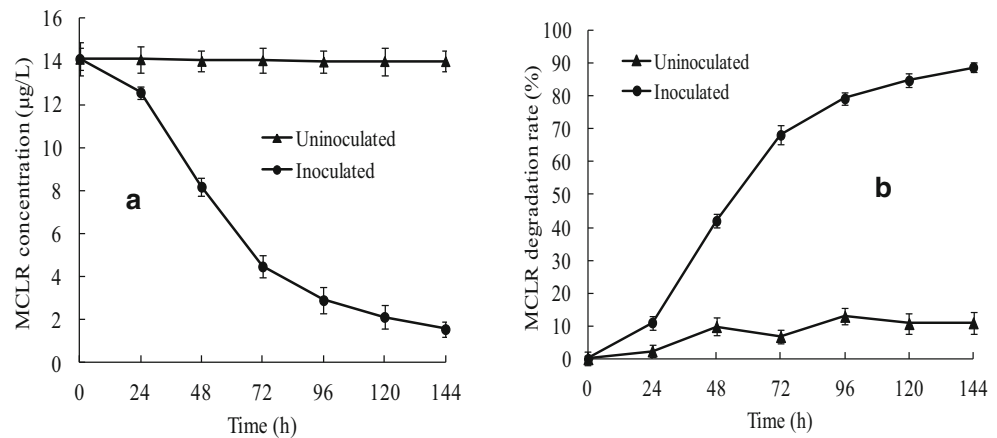 MCLR concentration (μg/L)
16
14
12
10
8
6
4
2
0
Uninoculated
Inoculated
a
0 24 48 72 96 120 144
Time (h)
MCLR degradation rate (%)
100
90
80
70
60
50
40
30
20
10
0
Uninoculated
Inoculated
b
0 24 48 72 96 120 144
Time (h)